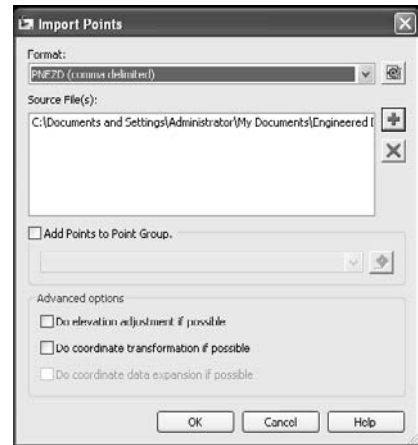 Import Points
Format:
PNEZD (comma delimited)
Source File(s):
C:\Documents and Settings\Administrator\My Documents\Engineered D
Add Points to Point Group.
Advanced options
Do elevation adjustment if possible
Do coordinate transformation if possible
Do coordinate data expansion if possible
OK Cancel Help